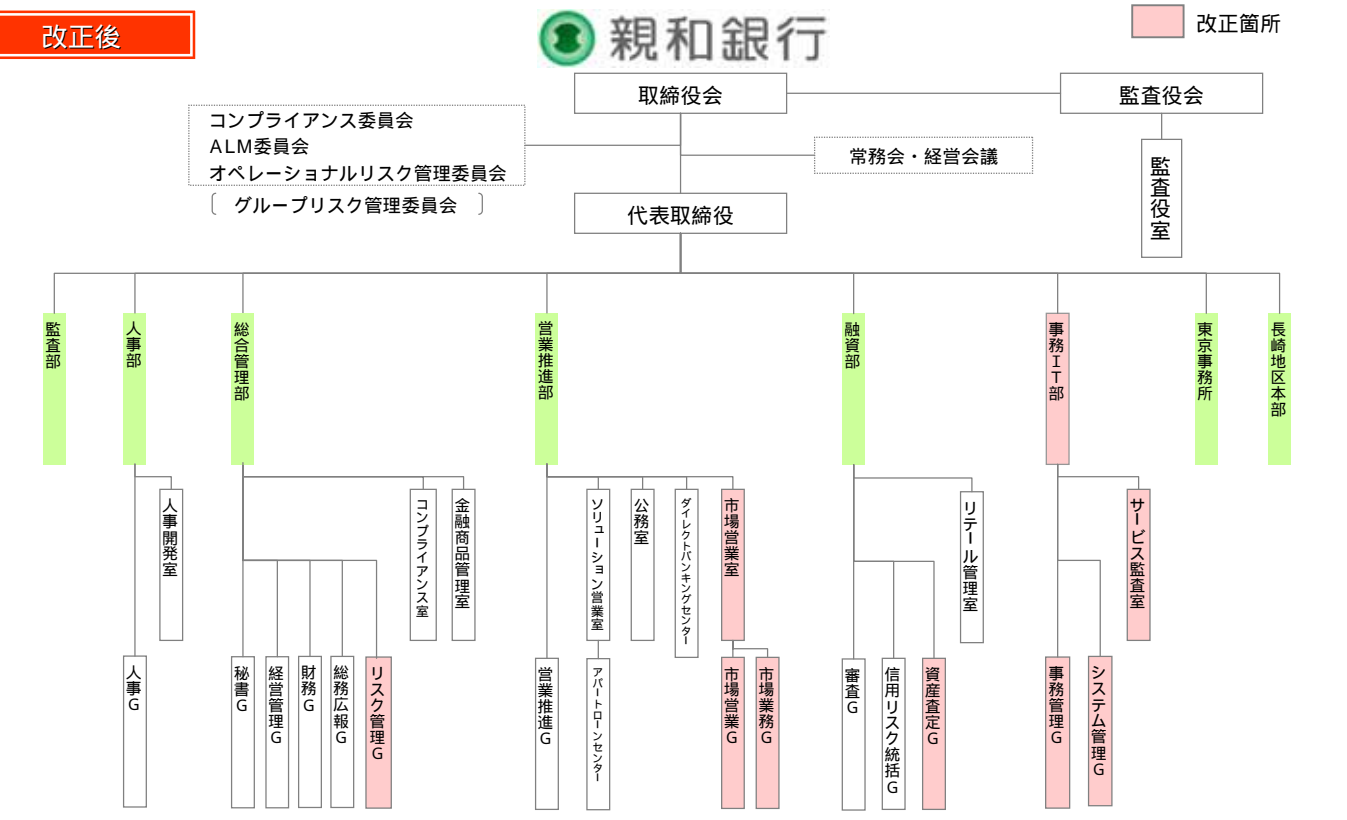 改正後
親和銀行
改正箇所
取締役会
監査役会
コンプライアンス委員会
ALM委員会
オペレーショナルリスク管理委員会
〔 グループリスク管理委員会 〕
常務会・経営会議
監査役室
代表取締役
監査部
人事部
総合管理部
営業推進部
融資部
事務IT部
東京事務所
長崎地区本部
人事開発室
コンプライアンス室
金融商品管理室
ソリューション営業室
公務室
ダイレクトバンキングセンター
市場営業室
リテール管理室
サービス監査室
人事G
秘書G
経営管理G
財務G
総務広報G
リスク管理G
営業推進G
アパートローンセンター
市場営業G
市場業務G
審査G
信用リスク統括G
資産査定G
事務管理G
システム管理G